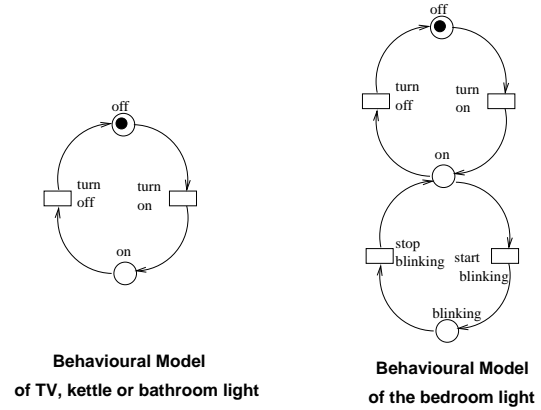 off
turn
off
turn
on
on
Behavioural Model
of TV, kettle or bathroom light
off
turn
off
turn
on
on
stop
blinking
start
blinking
blinking
Behavioural Model
of the bedroom light